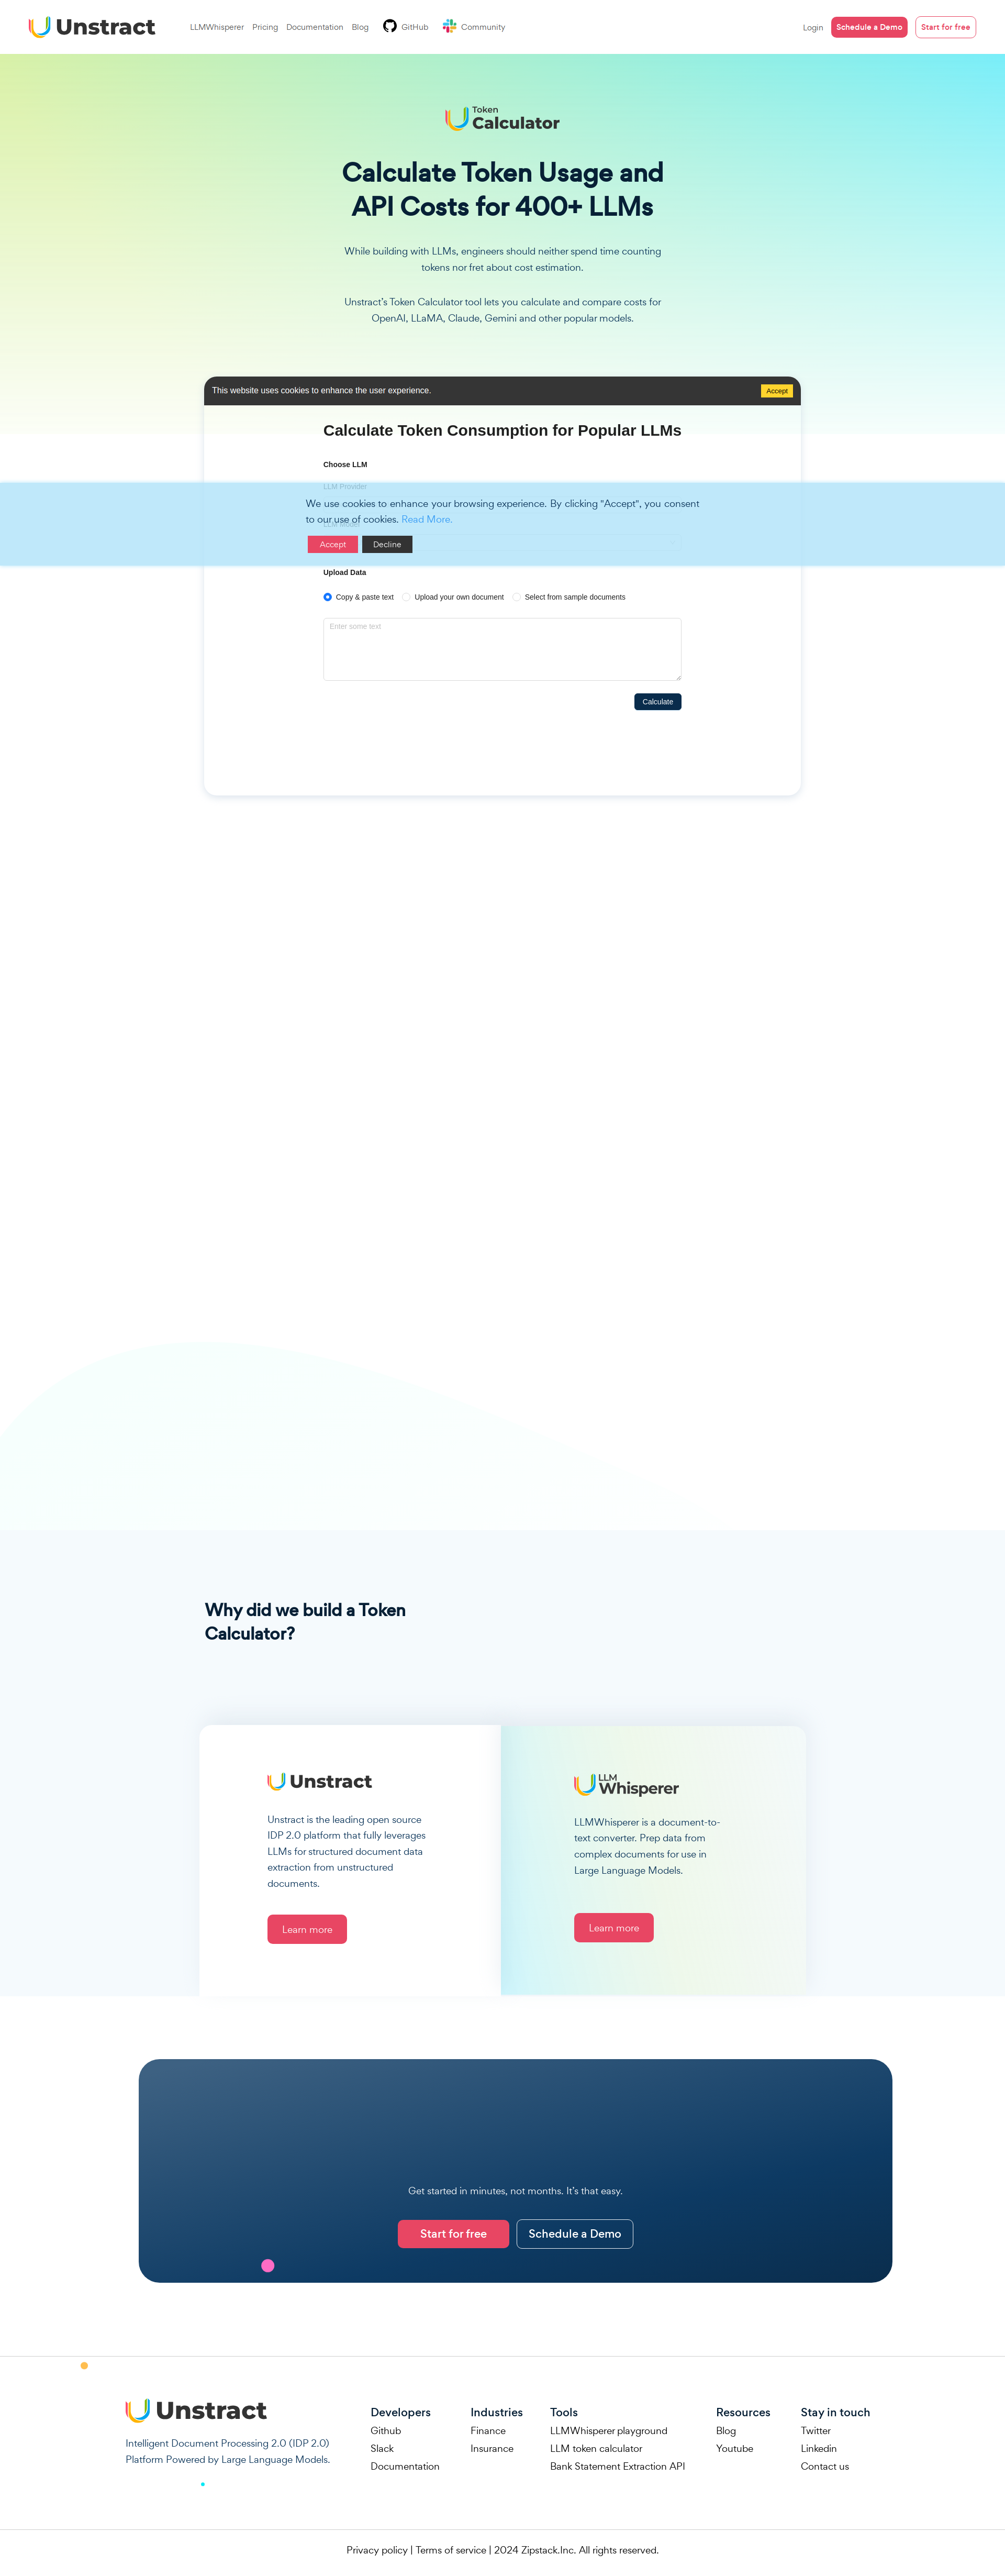 Unstract
LLMWhisperer Pricing Documentation Blog GitHub Community
Login Schedule a Demo Start for free
Token
Calculator
Calculate Token Usage and
API Costs for 400+ LLMs
While building with LLMs, engineers should neither spend time counting
tokens nor fret about cost estimation.
Unstract's Token Calculator tool lets you calculate and compare costs for
OpenAI, LLaMA, Claude, Gemini and other popular models.
This website uses cookies to enhance the user experience. Accept
Calculate Token Consumption for Popular LLMs
Choose LLM
LLM Provider
We use cookies to enhance your browsing experience. By clicking "Accept", you consent
to our use of cookies. Read More.
LLM Model
Accept Decline
Upload Data
Copy & paste text Upload your own document Select from sample documents
Enter some text
Calculate
Why did we build a Token
Calculator?
Unstract
Unstract is the leading open source
IDP 2.0 platform that fully leverages
LLMs for structured document data
extraction from unstructured
documents.
Learn more
LLM
Whisperer
LLMWhisperer is a document-to-
text converter. Prep data from
complex documents for use in
Large Language Models.
Learn more
Get started in minutes, not months. It's that easy.
Start for free Schedule a Demo
Unstract
Intelligent Document Processing 2.0 (IDP 2.0)
Platform Powered by Large Language Models.
Developers
Github
Slack
Documentation
Industries
Finance
Insurance
Tools
LLMWhisperer playground
LLM token calculator
Bank Statement Extraction API
Resources
Blog
Youtube
Stay in touch
Twitter
Linkedin
Contact us
Privacy policy | Terms of service | 2024 Zipstack.Inc. All rights reserved.